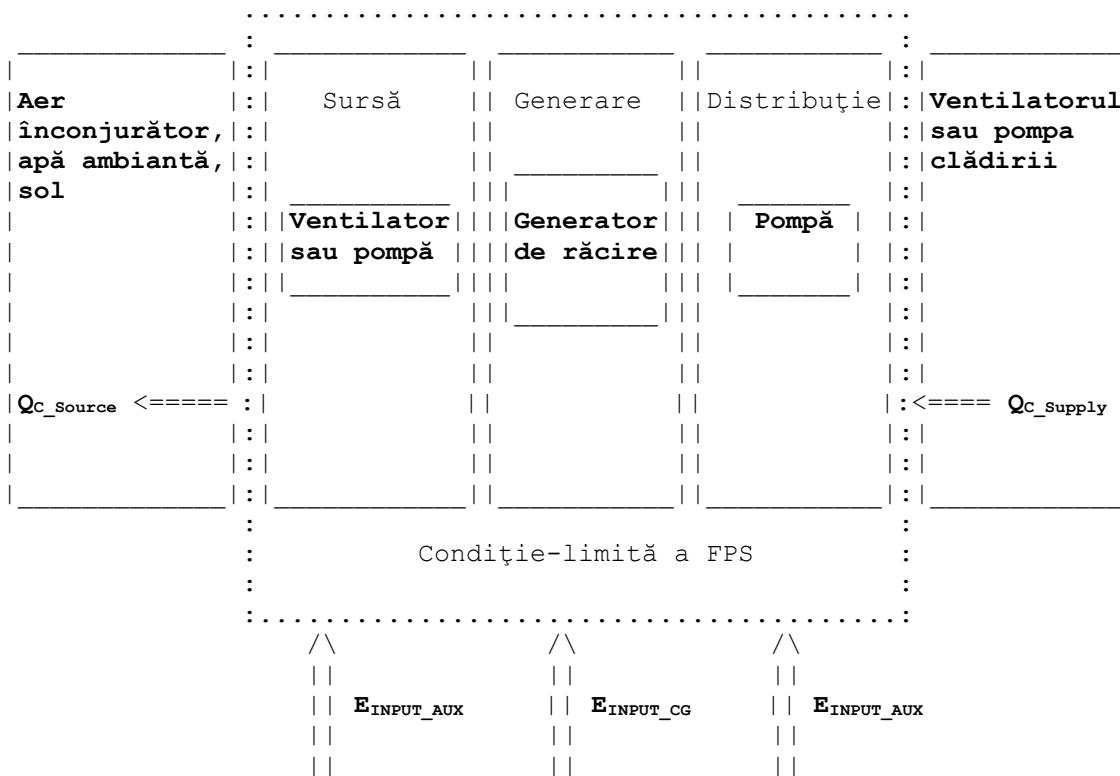 Sursă Generare Distribuţie
Aer
înconjurător,
apă ambiantă,
sol
Ventilator
sau pompă
Generator
de răcire
Pompă
Ventilatorul
sau pompa
clădirii
QC_Source <===== <==== QC_Supply
Condiţie-limită a FPS
EINPUT_AUX EINPUT_CG EINPUT_AUX